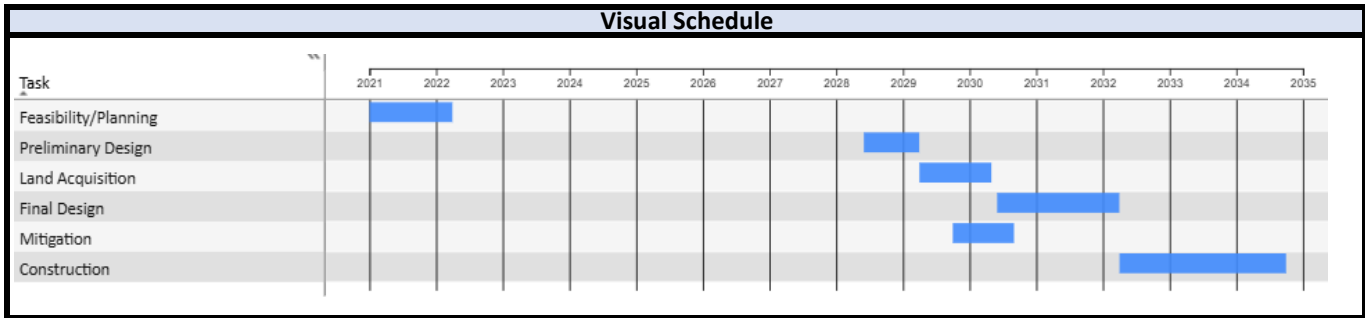 Visual Schedule
Task
2021 2022 2023 2024 2025 2026 2027 2028 2029 2030 2031 2032 2033 2034 2035
Feasibility/Planning
Preliminary Design
Land Acquisition
Final Design
Mitigation
Construction